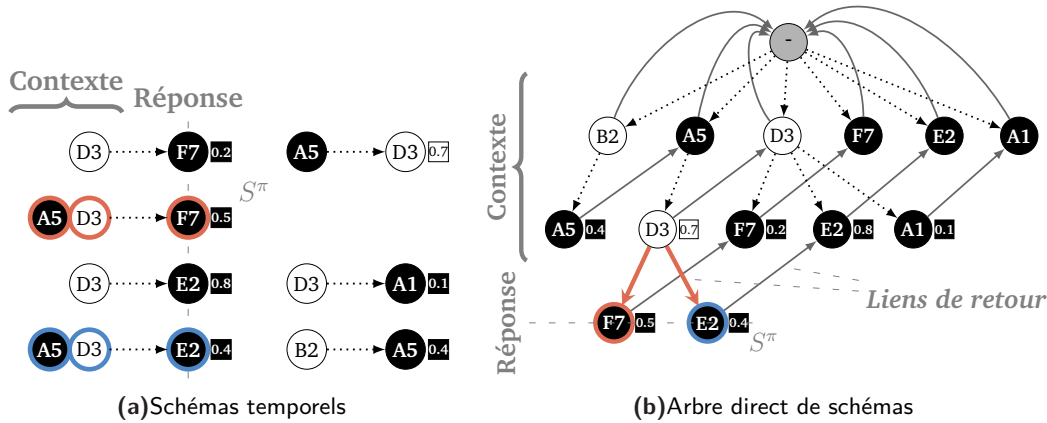 Contexte
Réponse
D3 F7 0.2 A5 D3 0.7
S^π
A5 D3 F7 0.5
D3 E2 0.8 D3 A1 0.1
A5 D3 E2 0.4 B2 A5 0.4
(a)Schémas temporels
-
Contexte
B2 A5 D3 F7 E2 A1
A5 0.4 D3 0.7 F7 0.2 E2 0.8 A1 0.1
Réponse
Liens de retour
F7 0.5 E2 0.4
S^π
(b)Arbre direct de schémas